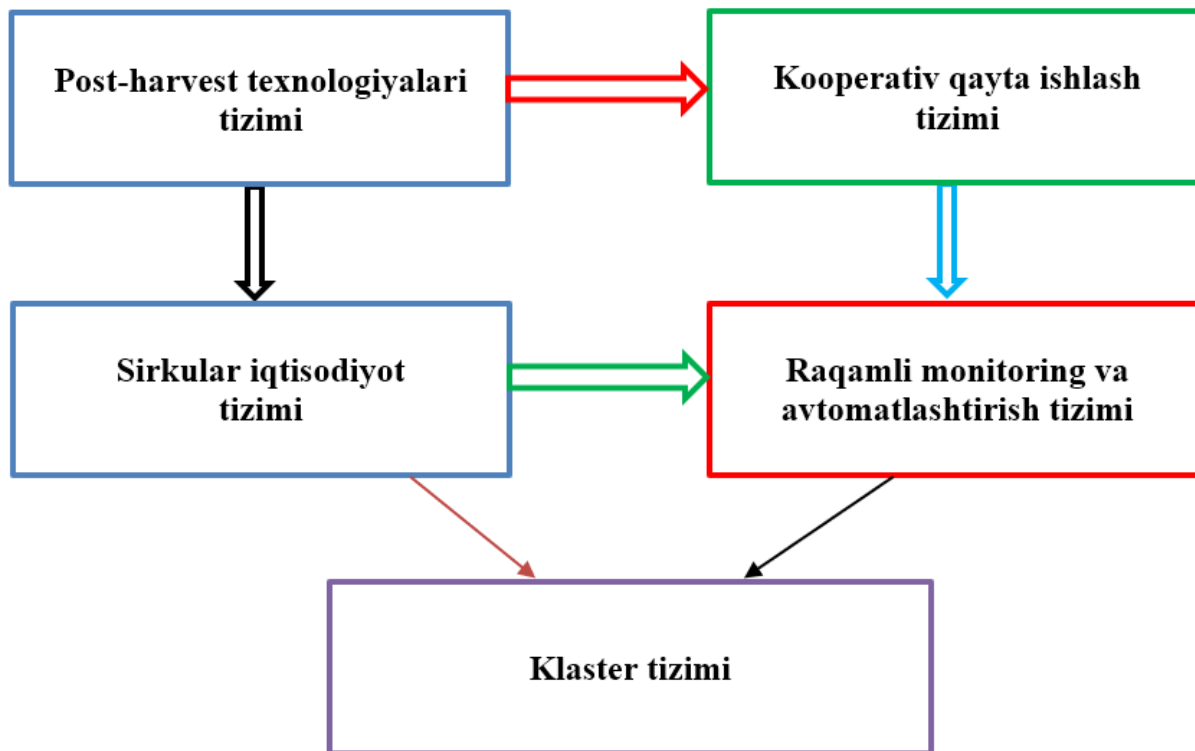 Post-harvest texnologiyalari
tizimi
Kooperativ qayta ishlash
tizimi
Sirkular iqtisodiyot
tizimi
Raqamli monitoring va
avtomatlashtirish tizimi
Klaster tizimi